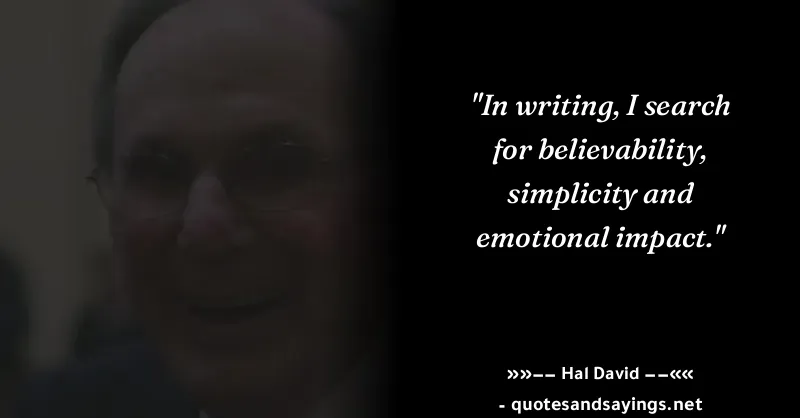 "In writing, I search
for believability,
simplicity and
emotional impact."
»»–– Hal David ––««
- quotesandsayings.net